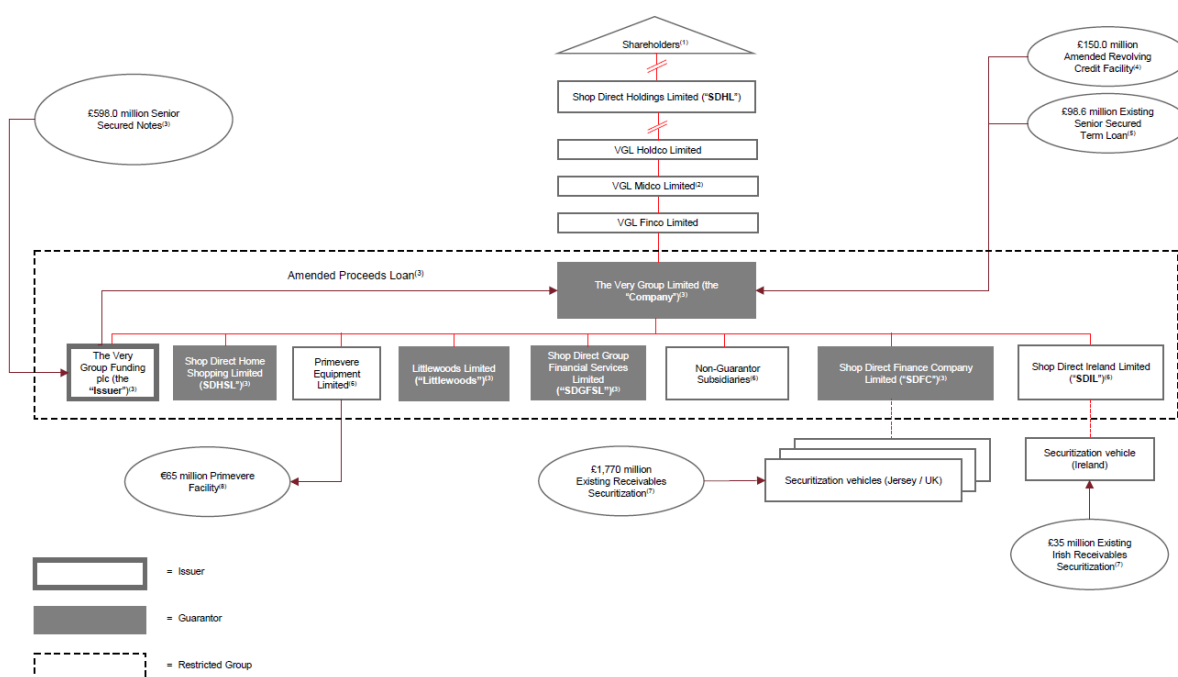 Shareholders(1)
£150.0 million
Amended Revolving
Credit Facility(4)
Shop Direct Holdings Limited ("SDHL")
£598.0 million Senior
Secured Notes(3)
£98.6 million Existing
Senior Secured
Term Loan(5)
VGL Holdco Limited
VGL Midco Limited(2)
VGL Finco Limited
Amended Proceeds Loan(3)
The Very Group Limited (the
"Company")(3)
The Very
Group Funding
plc (the
"Issuer")(3)
Shop Direct Home
Shopping Limited
(SDHSL")(3)
Primevere
Equipment
Limited(6)
Littlewoods Limited
("Littlewoods")(3)
Shop Direct Group
Financial Services
Limited
("SDGFSL")(3)
Non-Guarantor
Subsidiaries(6)
Shop Direct Finance Company
Limited ("SDFC")(3)
Shop Direct Ireland Limited
("SDIL")(6)
€65 million Primevere
Facility(8)
£1,770 million
Existing Receivables
Securitization(7)
Securitization vehicles (Jersey / UK)
Securitization vehicle
(Ireland)
£35 million Existing
Irish Receivables
Securitization(7)
= Issuer
= Guarantor
= Restricted Group